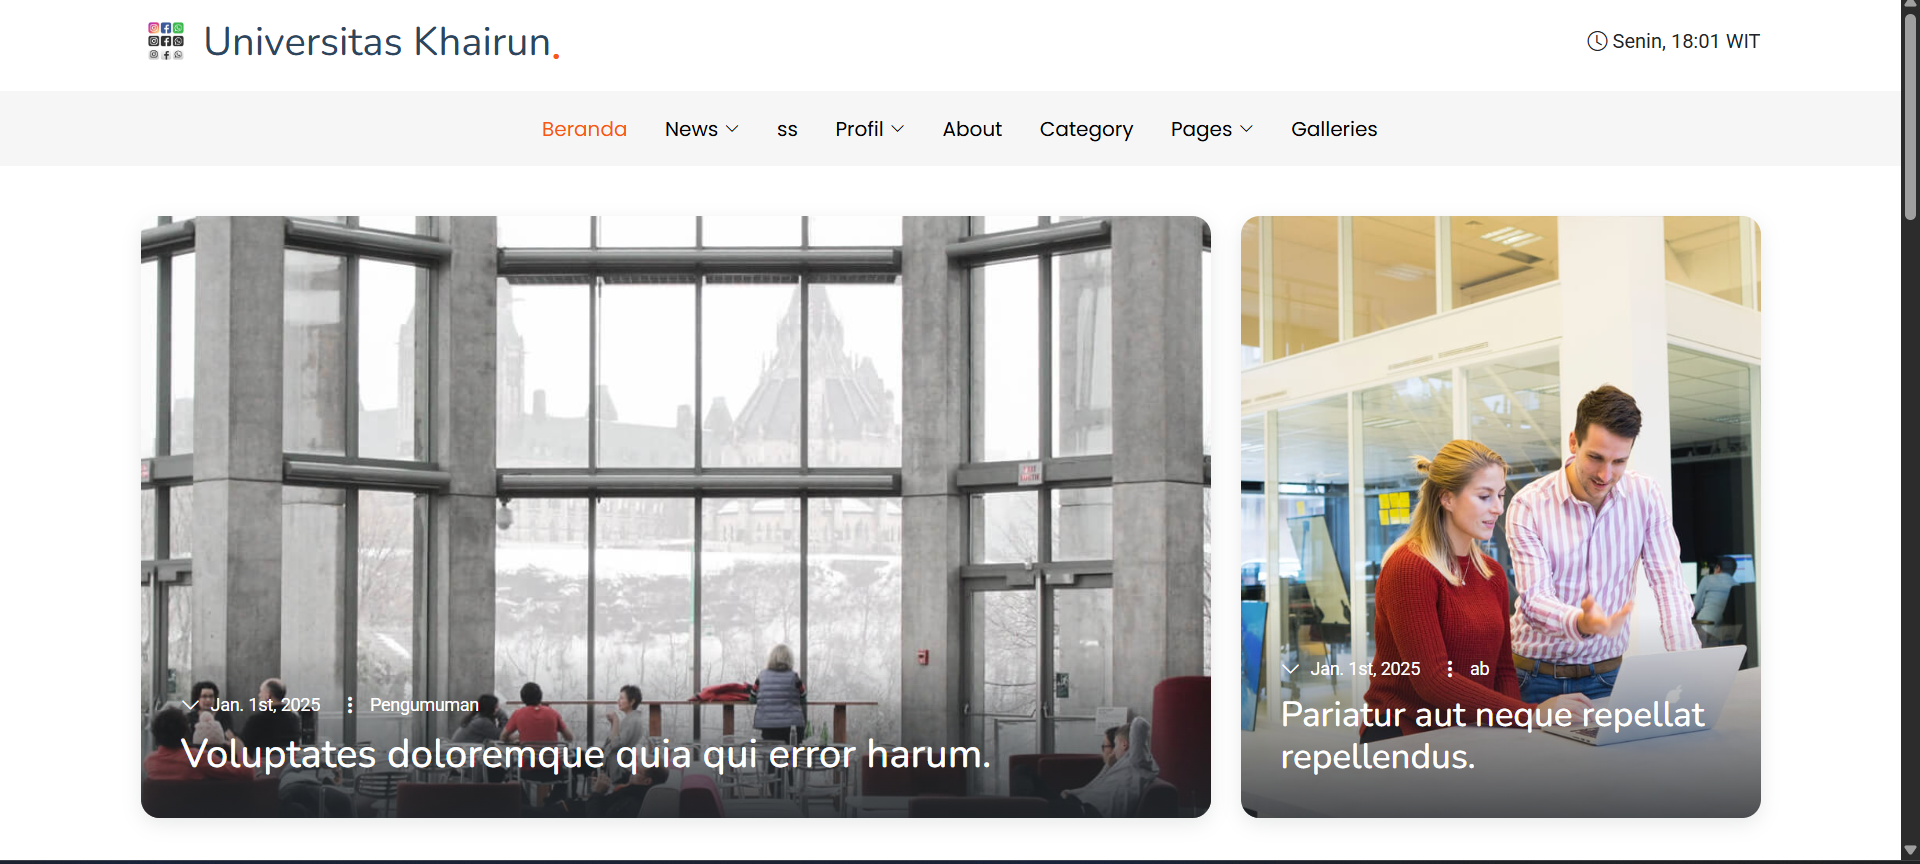 Universitas Khairun.
Senin, 18:01 WIT
Beranda News ss Profil About Category Pages Galleries
Jan. 1st, 2025 Pengumuman
Voluptates doloremque quia qui error harum.
Jan. 1st, 2025 ab
Pariatur aut neque repellat
repellendus.